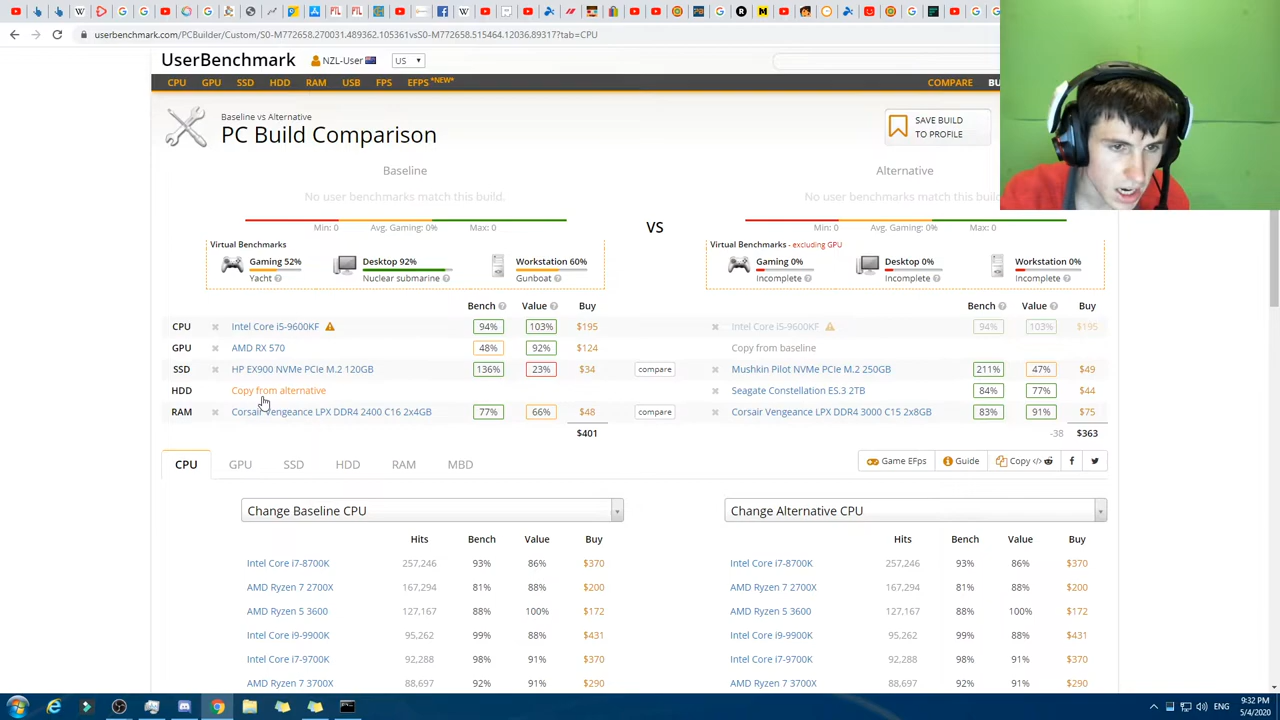 userbenchmark.com/PCBuilder/Custom/S0-M772658.270031.489362.105361vsS0-M772658.515464.12036.89317?tab=CPU
UserBenchmark NZL-User US
CPU GPU SSD HDD RAM USB FPS EFPS *NEW* COMPARE BU
Baseline vs Alternative
PC Build Comparison
SAVE BUILD
TO PROFILE
Baseline Alternative
No user benchmarks match this build. No user benchmarks match this
VS
Min: 0 Avg. Gaming: 0% Max: 0 Min: 0 Avg. Gaming: 0% Max: 0
Virtual Benchmarks Virtual Benchmarks - excluding GPU
Gaming 52% Desktop 92% Workstation 60% Gaming 0% Desktop 0% Workstation 0%
Yacht Nuclear submarine Gunboat Incomplete Incomplete Incomplete
Bench Value Buy Bench Value Buy
CPU Intel Core i5-9600KF 94% 103% $195 Intel Core i5-9600KF 94% 103% $195
GPU AMD RX 570 48% 92% $124 Copy from baseline
SSD HP EX900 NVMe PCIe M.2 120GB 136% 23% $34 compare Mushkin Pilot NVMe PCIe M.2 250GB 211% 47% $49
HDD Copy from alternative Seagate Constellation ES.3 2TB 84% 77% $44
RAM Corsair Vengeance LPX DDR4 2400 C16 2x4GB 77% 66% $48 compare Corsair Vengeance LPX DDR4 3000 C15 2x8GB 83% 91% $75
$401 -38 $363
CPU GPU SSD HDD RAM MBD Game EFps Guide Copy </>
Change Baseline CPU Change Alternative CPU
Hits Bench Value Buy Hits Bench Value Buy
Intel Core i7-8700K 257,246 93% 86% $370 Intel Core i7-8700K 257,246 93% 86% $370
AMD Ryzen 7 2700X 167,294 81% 88% $200 AMD Ryzen 7 2700X 167,294 81% 88% $200
AMD Ryzen 5 3600 127,167 88% 100% $172 AMD Ryzen 5 3600 127,167 88% 100% $172
Intel Core i9-9900K 95,262 99% 88% $431 Intel Core i9-9900K 95,262 99% 88% $431
Intel Core i7-9700K 92,288 98% 91% $370 Intel Core i7-9700K 92,288 98% 91% $370
AMD Ryzen 7 3700X 88,697 92% 91% $290 AMD Ryzen 7 3700X 88,697 92% 91% $290
ENG 9:32 PM
5/4/2020